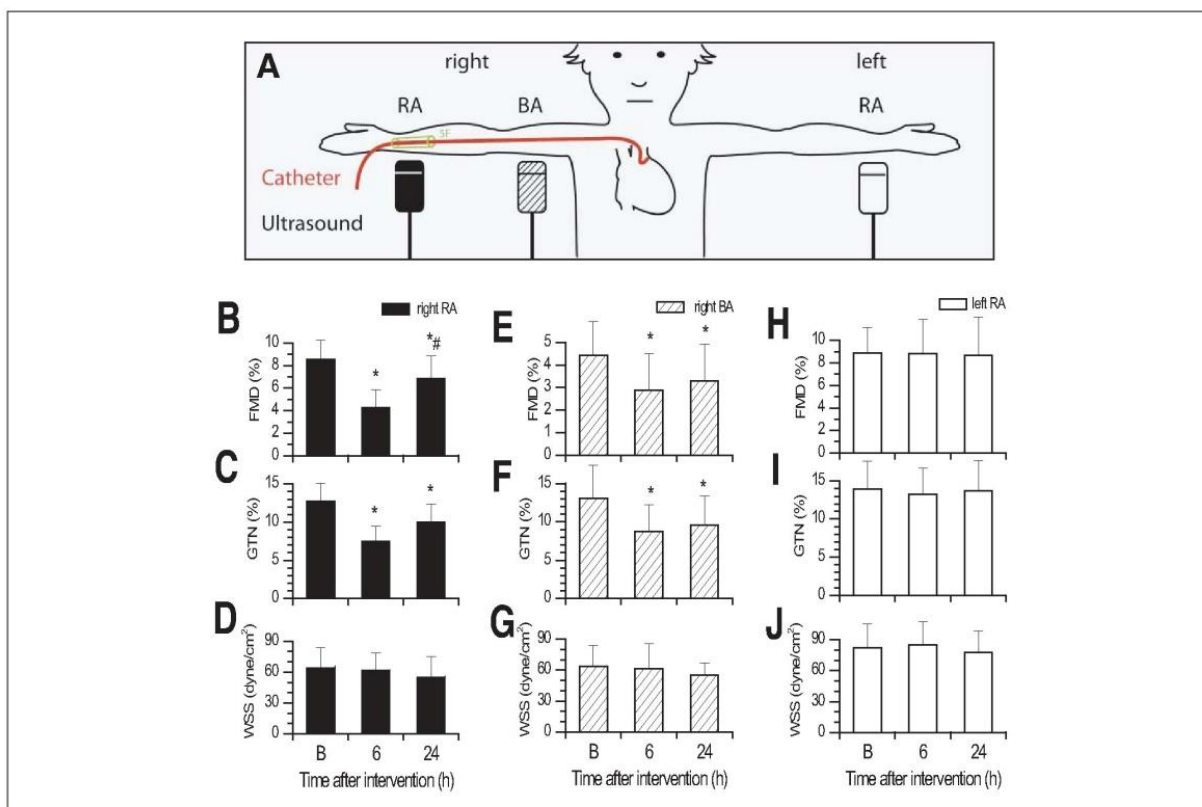 A
right
left
RA
BA
RA
SF
Catheter
Ultrasound
B
right RA
FMD (%)
10
8
6
4
2
0
*
*#
E
right BA
FMD (%)
5
4
3
2
1
0
*
*
H
left RA
FMD (%)
10
8
6
4
2
0
C
GTN (%)
15
10
5
0
*
*
F
GTN (%)
15
10
5
0
*
*
I
GTN (%)
15
10
5
0
D
WSS (dyne/cm²)
90
60
30
0
B 6 24
Time after intervention (h)
G
WSS (dyne/cm²)
90
60
30
0
B 6 24
Time after intervention (h)
J
WSS (dyne/cm²)
90
60
30
0
B 6 24
Time after intervention (h)